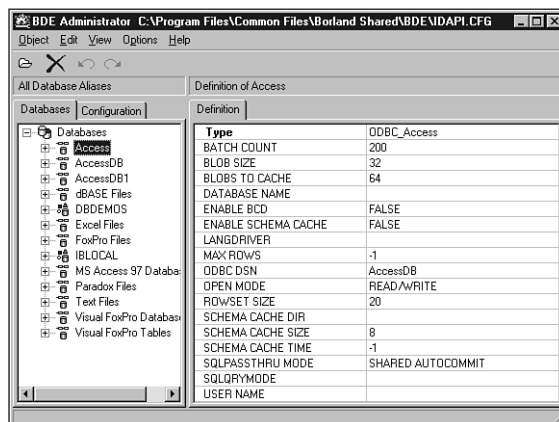 BDE Administrator C:\Program Files\Common Files\Borland Shared\BDE\IDAPI.CFG
Object Edit View Options Help
All Database Aliases
Definition of Access
Databases Configuration
Definition
Databases
Access
AccessDB
AccessDB1
dBASE Files
DBDEMOS
Excel Files
FoxPro Files
IBLOCAL
MS Access 97 Databa
Paradox Files
Text Files
Visual FoxPro Databas
Visual FoxPro Tables
Type ODBC_Access
BATCH COUNT 200
BLOB SIZE 32
BLOBS TO CACHE 64
DATABASE NAME
ENABLE BCD FALSE
ENABLE SCHEMA CACHE FALSE
LANGDRIVER
MAX ROWS -1
ODBC DSN AccessDB
OPEN MODE READ/WRITE
ROWSET SIZE 20
SCHEMA CACHE DIR
SCHEMA CACHE SIZE 8
SCHEMA CACHE TIME -1
SQLPASSTHRU MODE SHARED AUTOCOMMIT
SQLQRYMODE
USER NAME